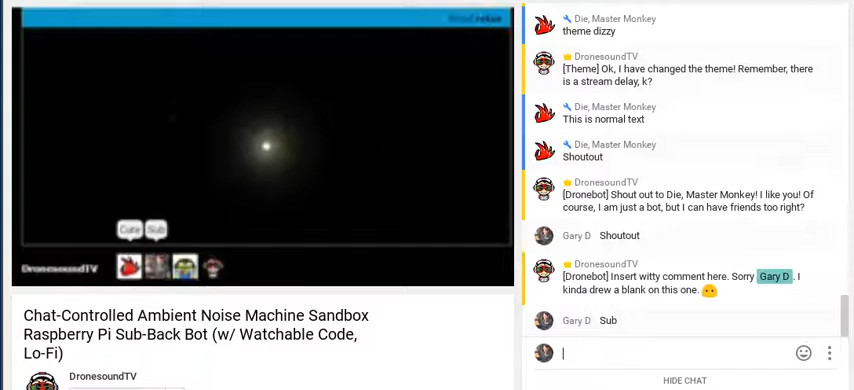 relax
Cute Sub
DronesoundTV
Chat-Controlled Ambient Noise Machine Sandbox
Raspberry Pi Sub-Back Bot (w/ Watchable Code,
Lo-Fi)
DronesoundTV
Die, Master Monkey
theme dizzy
DronesoundTV
[Theme] Ok, I have changed the theme! Remember, there
is a stream delay, k?
Die, Master Monkey
This is normal text
Die, Master Monkey
Shoutout
DronesoundTV
[Dronebot] Shout out to Die, Master Monkey! I like you! Of
course, I am just a bot, but I can have friends too right?
Gary D Shoutout
DronesoundTV
[Dronebot] Insert witty comment here. Sorry Gary D . I
kinda drew a blank on this one.
Gary D Sub
HIDE CHAT